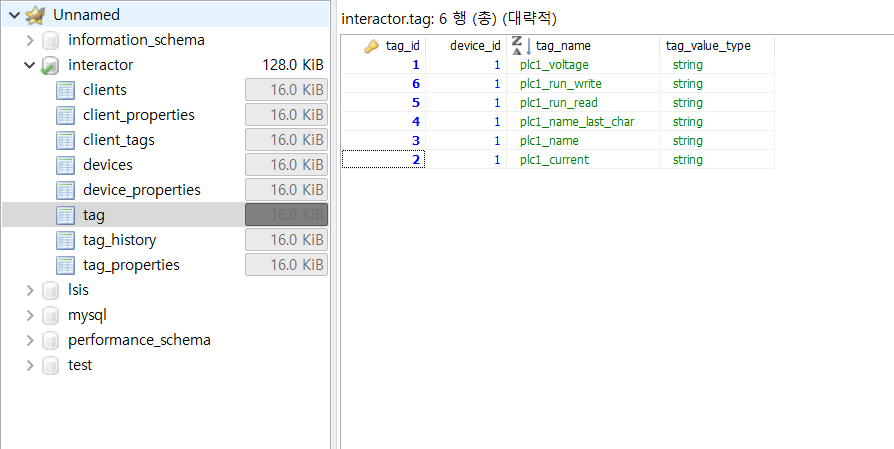 Unnamed
information_schema
interactor 128.0 KiB
clients 16.0 KiB
client_properties 16.0 KiB
client_tags 16.0 KiB
devices 16.0 KiB
device_properties 16.0 KiB
tag 16.0 KiB
tag_history 16.0 KiB
tag_properties 16.0 KiB
lsis
mysql
performance_schema
test
interactor.tag: 6 행 (총) (대략적)
tag_id device_id tag_name tag_value_type
1 1 plc1_voltage string
6 1 plc1_run_write string
5 1 plc1_run_read string
4 1 plc1_name_last_char string
3 1 plc1_name string
2 1 plc1_current string